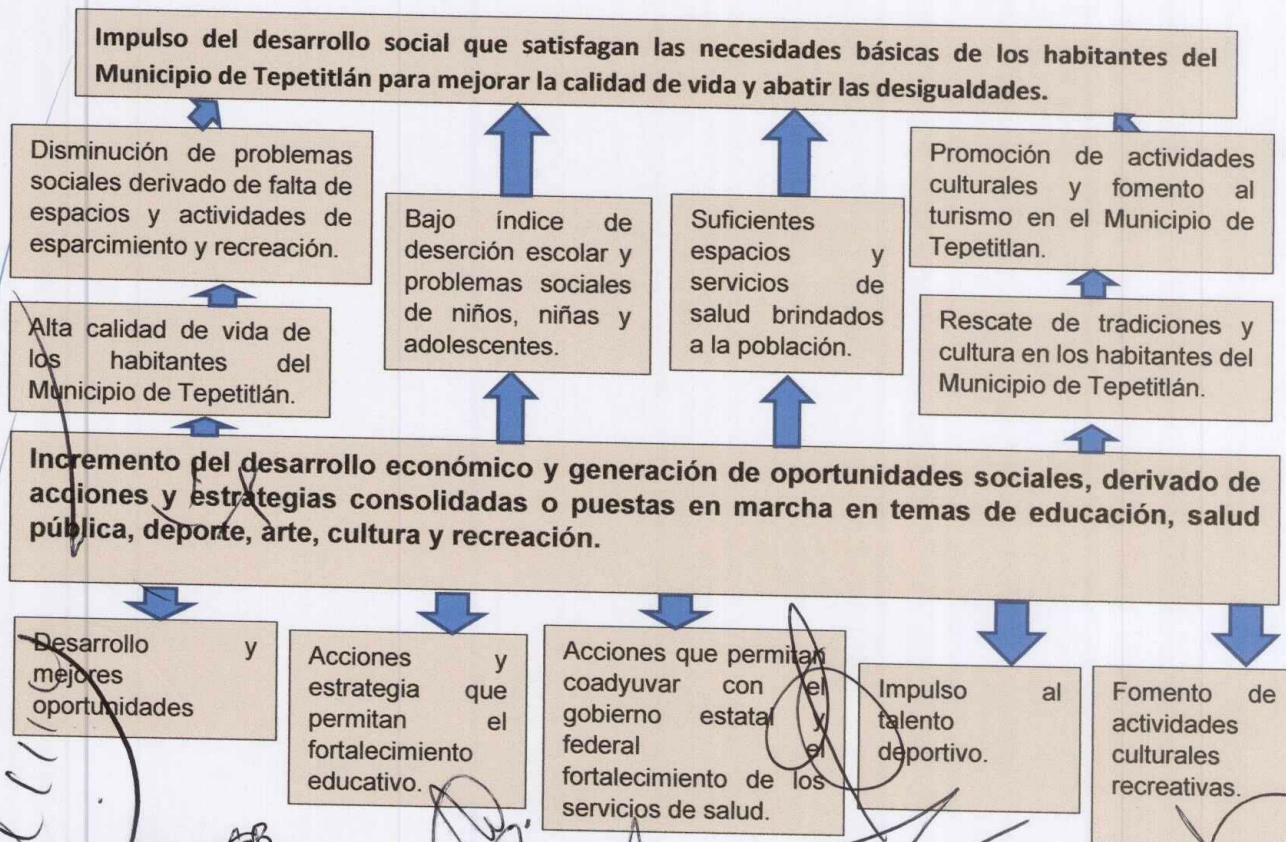 Impulso del desarrollo social que satisfagan las necesidades básicas de los habitantes del
Municipio de Tepetitlán para mejorar la calidad de vida y abatir las desigualdades.
Disminución de problemas
sociales derivado de falta de
espacios y actividades de
esparcimiento y recreación.
Bajo índice de
deserción escolar y
problemas sociales
de niños, niñas y
adolescentes.
Suficientes
espacios y
servicios de
salud brindados
a la población.
Promoción de actividades
culturales y fomento al
turismo en el Municipio de
Tepetitlan.
Alta calidad de vida de
los habitantes del
Municipio de Tepetitlán.
Rescate de tradiciones y
cultura en los habitantes del
Municipio de Tepetitlán.
Incremento del desarrollo económico y generación de oportunidades sociales, derivado de
acciones y estrategias consolidadas o puestas en marcha en temas de educación, salud
pública, deporte, arte, cultura y recreación.
Desarrollo y
mejores
oportunidades
Acciones y
estrategia que
permitan el
fortalecimiento
educativo.
Acciones que permitan
coadyuvar con el
gobierno estatal y
federal el
fortalecimiento de los
servicios de salud.
Impulso al
talento
deportivo.
Fomento de
actividades
culturales
recreativas.